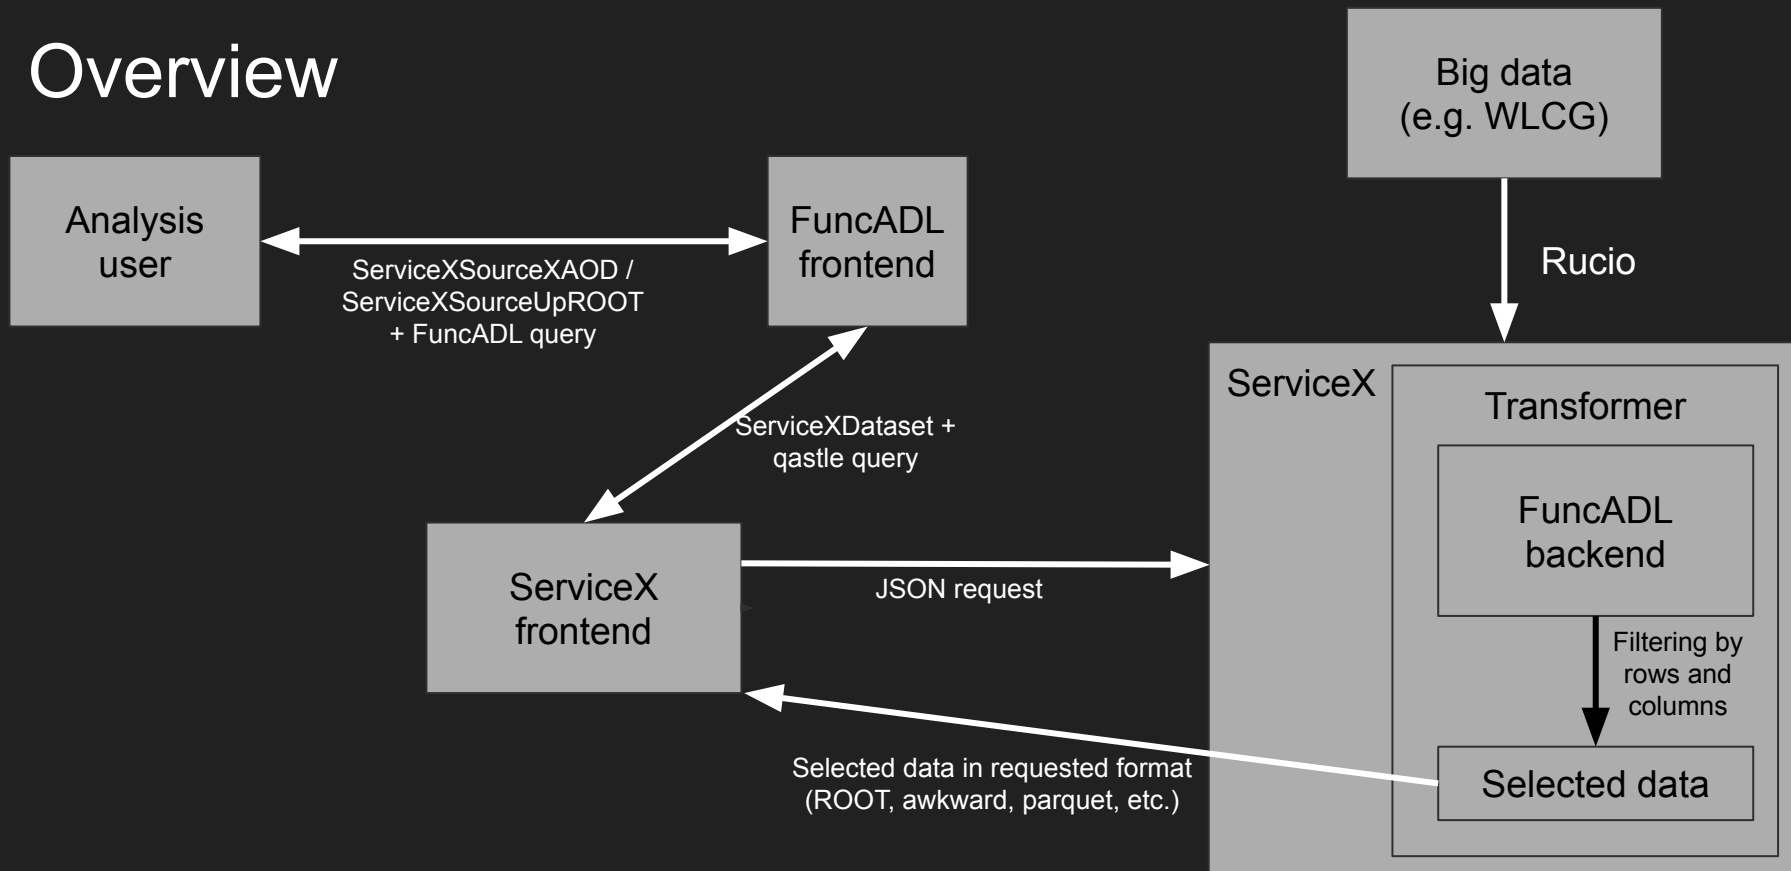 Overview
Big data
(e.g. WLCG)
Analysis
user
FuncADL
frontend
ServiceXSourceXAOD /
ServiceXSourceUpROOT
+ FuncADL query
Rucio
ServiceX
Transformer
ServiceXDataset +
qastle query
FuncADL
backend
ServiceX
frontend
JSON request
Filtering by
rows and
columns
Selected data in requested format
(ROOT, awkward, parquet, etc.)
Selected data